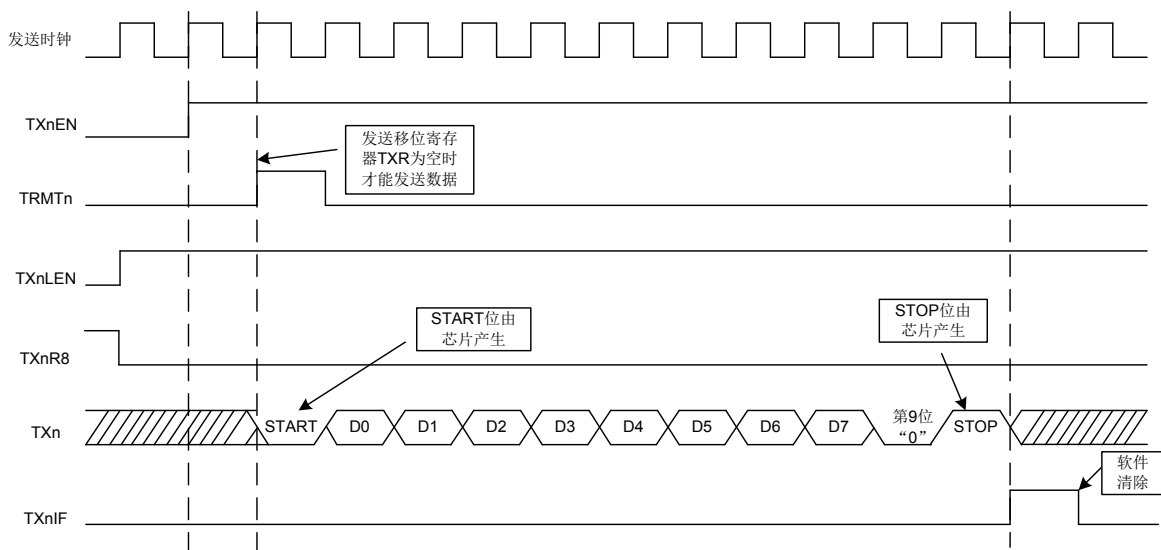 发送时钟
TXnEN
发送移位寄存
器TXR为空时
才能发送数据
TRMTn
TXnLEN
START位由
芯片产生
STOP位由
芯片产生
TXnR8
TXn
START
D0
D1
D2
D3
D4
D5
D6
D7
第9位
“0”
STOP
软件
清除
TXnIF